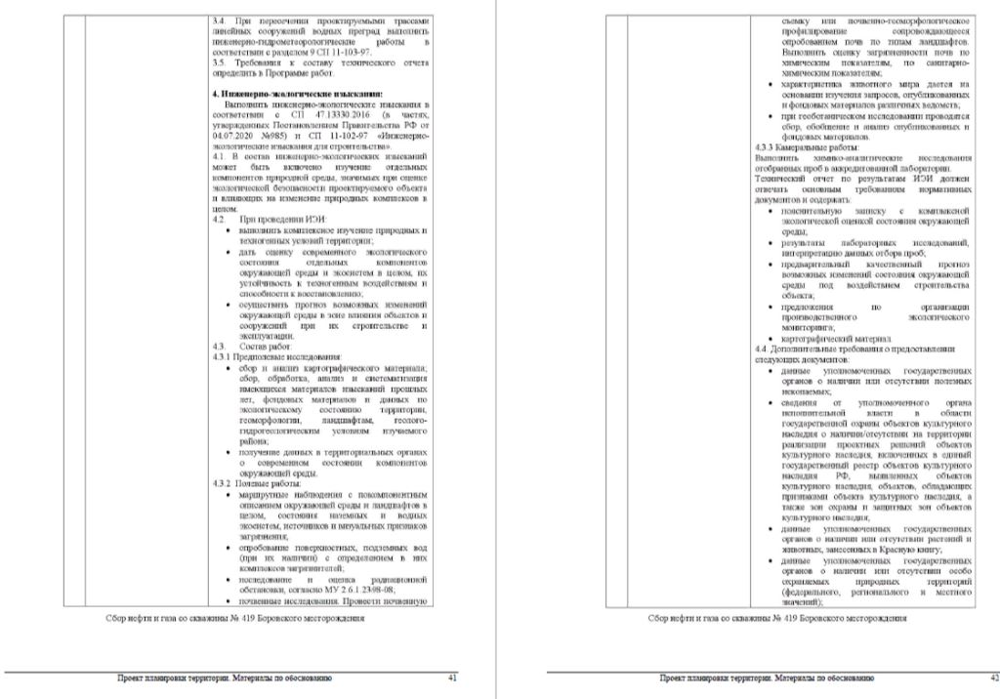 3.4. При пересечении проектируемыми трассами
линейных сооружений водных преград выполнить
инженерно-гидрометеорологические работы в
соответствии с разделом 9 СП 11-103-97.
3.5. Требования к составу технического отчета
определить в Программе работ.
4. Инженерно-экологические изыскания:
Выполнить инженерно-экологические изыскания в
соответствии с СП 47.13330.2016 (в частях,
утвержденных Постановлением Правительства РФ от
04.07.2020 №985) и СП 11-102-97 «Инженерно-
экологические изыскания для строительства».
4.1. В состав инженерно-экологических изысканий
может быть включено изучение отдельных
компонентов природной среды, значимых при оценке
экологической безопасности проектируемого объекта
и влияющих на изменение природных комплексов в
целом.
4.2. При проведении ИЭИ:
• выполнить комплексное изучение природных и
техногенных условий территории;
• дать оценку современного экологического
состояния отдельных компонентов
окружающей среды и экосистем в целом, их
устойчивость к техногенным воздействиям и
способности к восстановлению;
• осуществить прогноз возможных изменений
окружающей среды в зоне влияния объектов и
сооружений при их строительстве и
эксплуатации.
4.3. Состав работ:
4.3.1 Предполевые исследования:
• сбор и анализ картографического материала;
сбор, обработка, анализ и систематизация
имеющихся материалов изысканий прошлых
лет, фондовых материалов и данных по
экологическому состоянию территории,
геоморфологии, ландшафтам, геолого-
гидрогеологическим условиям изучаемого
района;
• получение данных в территориальных органах
о современном состоянии компонентов
окружающей среды.
4.3.2 Полевые работы:
• маршрутные наблюдения с покомпонентным
описанием окружающей среды и ландшафтов в
целом, состояния наземных и водных
экосистем, источников и визуальных признаков
загрязнения;
• опробование поверхностных, подземных вод
(при их наличии) с определением в них
комплексов загрязнителей;
• исследование и оценка радиационной
обстановки, согласно МУ 2.6.1.2398-08;
• почвенные исследования. Провести почвенную
Сбор нефти и газа со скважины № 419 Боровского месторождения
Проект планировки территории. Материалы по обоснованию 41
съемку или почвенно-геоморфологическое
профилирование сопровождающееся
опробованием почв по типам ландшафтов.
Выполнить оценку загрязненности почв по
химическим показателям, по санитарно-
химическим показателям;
• характеристика животного мира дается на
основании изучения запросов, опубликованных
и фондовых материалов различных ведомств;
• при геоботаническом исследовании проводятся
сбор, обобщение и анализ опубликованных и
фондовых материалов.
4.3.3 Камеральные работы:
Выполнить химико-аналитические исследования
отобранных проб в аккредитованной лаборатории.
Технический отчет по результатам ИЭИ должен
отвечать основным требованиям нормативных
документов и содержать:
• пояснительную записку с комплексной
экологической оценкой состояния окружающей
среды;
• результаты лабораторных исследований,
интерпретацию данных отбора проб;
• предварительный качественный прогноз
возможных изменений состояния окружающей
среды под воздействием строительства
объекта;
• предложения по организации
производственного экологического
мониторинга;
• картографический материал.
4.4. Дополнительные требования о предоставлении
следующих документов:
• данные уполномоченных государственных
органов о наличии или отсутствии полезных
ископаемых;
• сведения от уполномоченного органа
исполнительной власти в области
государственной охраны объектов культурного
наследия о наличии/отсутствии на территории
реализации проектных решений объектов
культурного наследия, включенных в единый
государственный реестр объектов культурного
наследия РФ, выявленных объектов
культурного наследия, объектов, обладающих
признаками объекта культурного наследия, а
также зон охраны и защитных зон объектов
культурного наследия;
• данные уполномоченных государственных
органов о наличии или отсутствии растений и
животных, занесенных в Красную книгу;
• данные уполномоченных государственных
органов о наличии или отсутствии особо
охраняемых природных территорий
(федерального, регионального и местного
значений);
Сбор нефти и газа со скважины № 419 Боровского месторождения
Проект планировки территории. Материалы по обоснованию 42